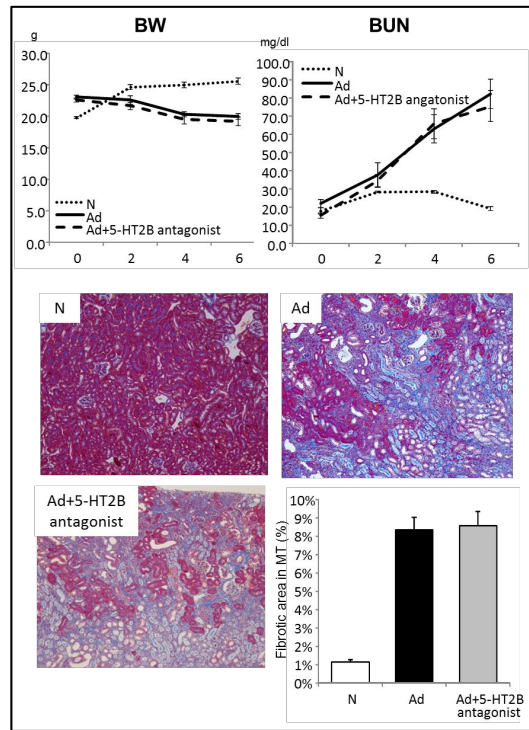 BW
g
30.0
25.0
20.0
15.0
10.0
5.0
0.0
N
Ad
Ad+5-HT2B antagonist
0 2 4 6
BUN
mg/dl
100.0
90.0
80.0
70.0
60.0
50.0
40.0
30.0
20.0
10.0
0.0
N
Ad
Ad+5-HT2B angatonist
0 2 4 6
N
Ad
Ad+5-HT2B
antagonist
Fibrotic area in MT (%)
10%
9%
8%
7%
6%
5%
4%
3%
2%
1%
0%
N Ad Ad+5-HT2B
antagonist